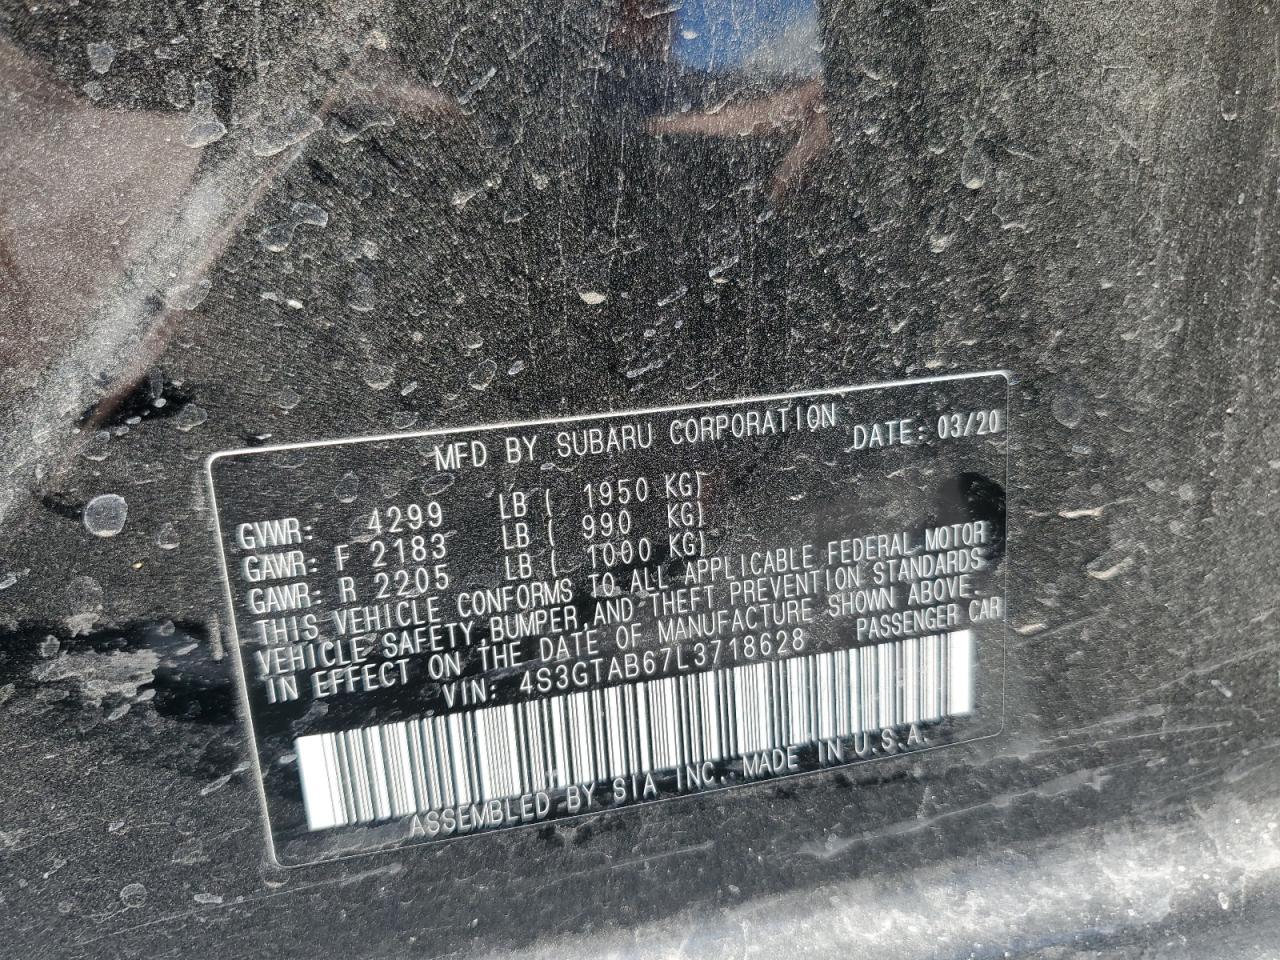 MFD BY SUBARU CORPORATION DATE: 03/20
GVWR: 4299 LB ( 1950 KG)
GAWR: F 2183 LB ( 990 KG)
GAWR: R 2205 LB ( 1000 KG)
THIS VEHICLE CONFORMS TO ALL APPLICABLE FEDERAL MOTOR
VEHICLE SAFETY, BUMPER, AND THEFT PREVENTION STANDARDS
IN EFFECT ON THE DATE OF MANUFACTURE SHOWN ABOVE.
VIN: 4S3GTAB67L3718628 PASSENGER CAR
ASSEMBLED BY SIA INC. MADE IN U.S.A.